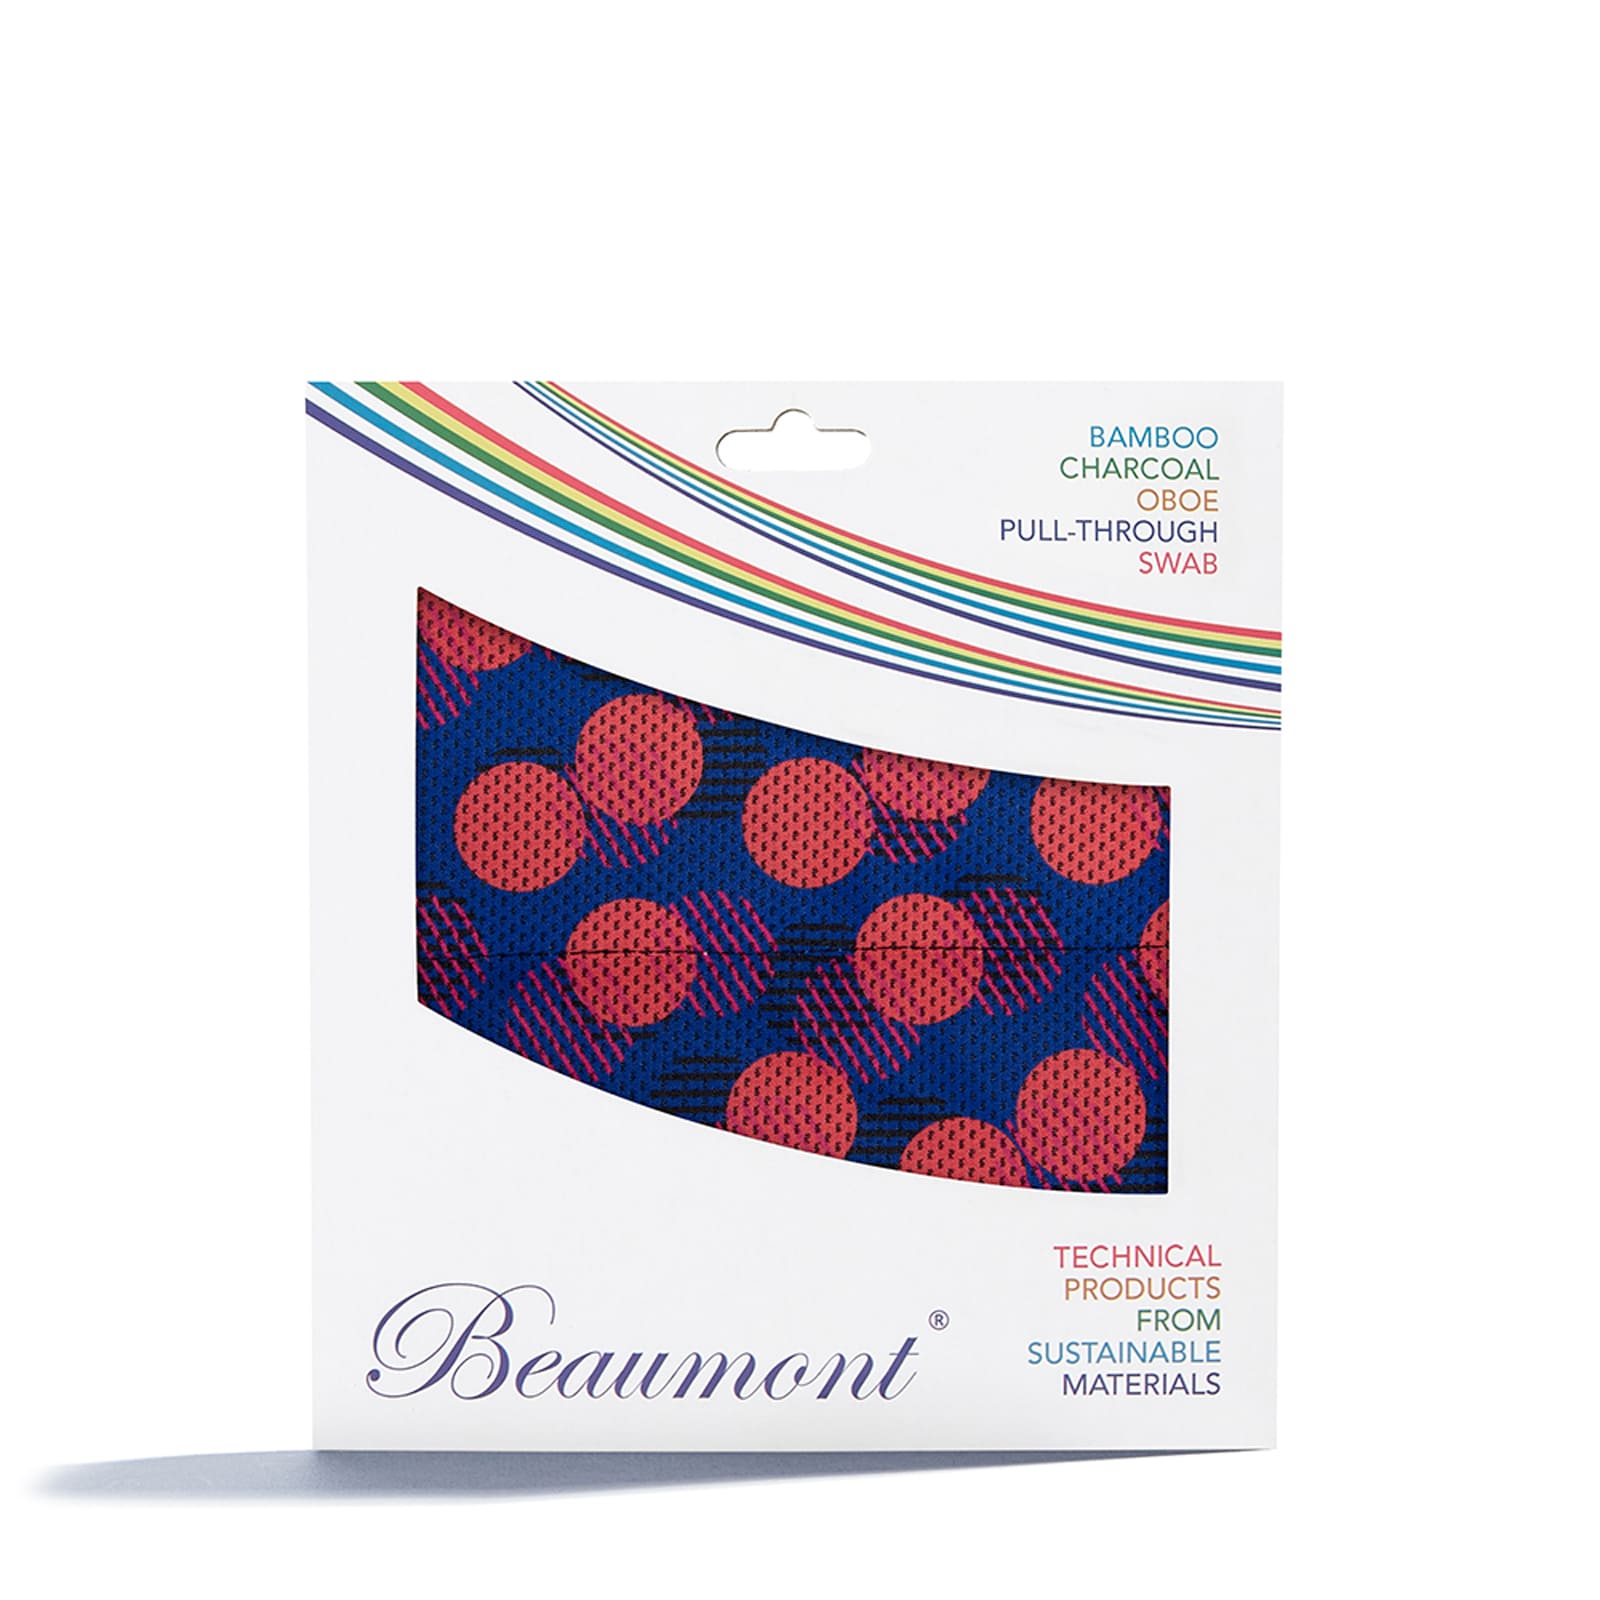 BAMBOO
CHARCOAL
OBOE
PULL-THROUGH
SWAB
Beaumont®
TECHNICAL
PRODUCTS
FROM
SUSTAINABLE
MATERIALS